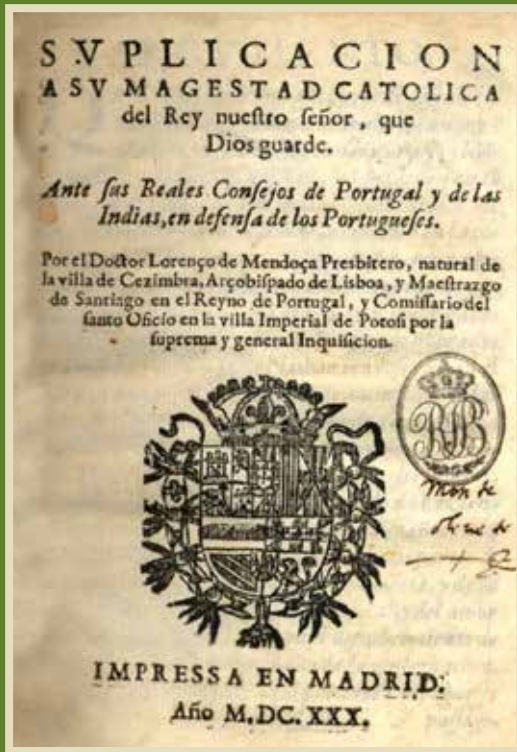 SVPLICACION
A SV MAGESTAD CATOLICA
del Rey nueſtro ſeñor, que
Dios guarde.
Ante ſus Reales Conſejos de Portugal y de las
Indias, en defenſa de los Portugueſes.
Por el Doctor Lorenço de Mendoça Presbitero, natural de
la villa de Cezimbra, Arçobiſpado de Lisboa, y Maeſtrazgo
de Santiago en el Reyno de Portugal, y Comiſſario del
ſanto Oficio en la villa Imperial de Potoſi por la
ſuprema y general Inquiſicion.
IMPRESSA EN MADRID:
Año M.DC.XXX.